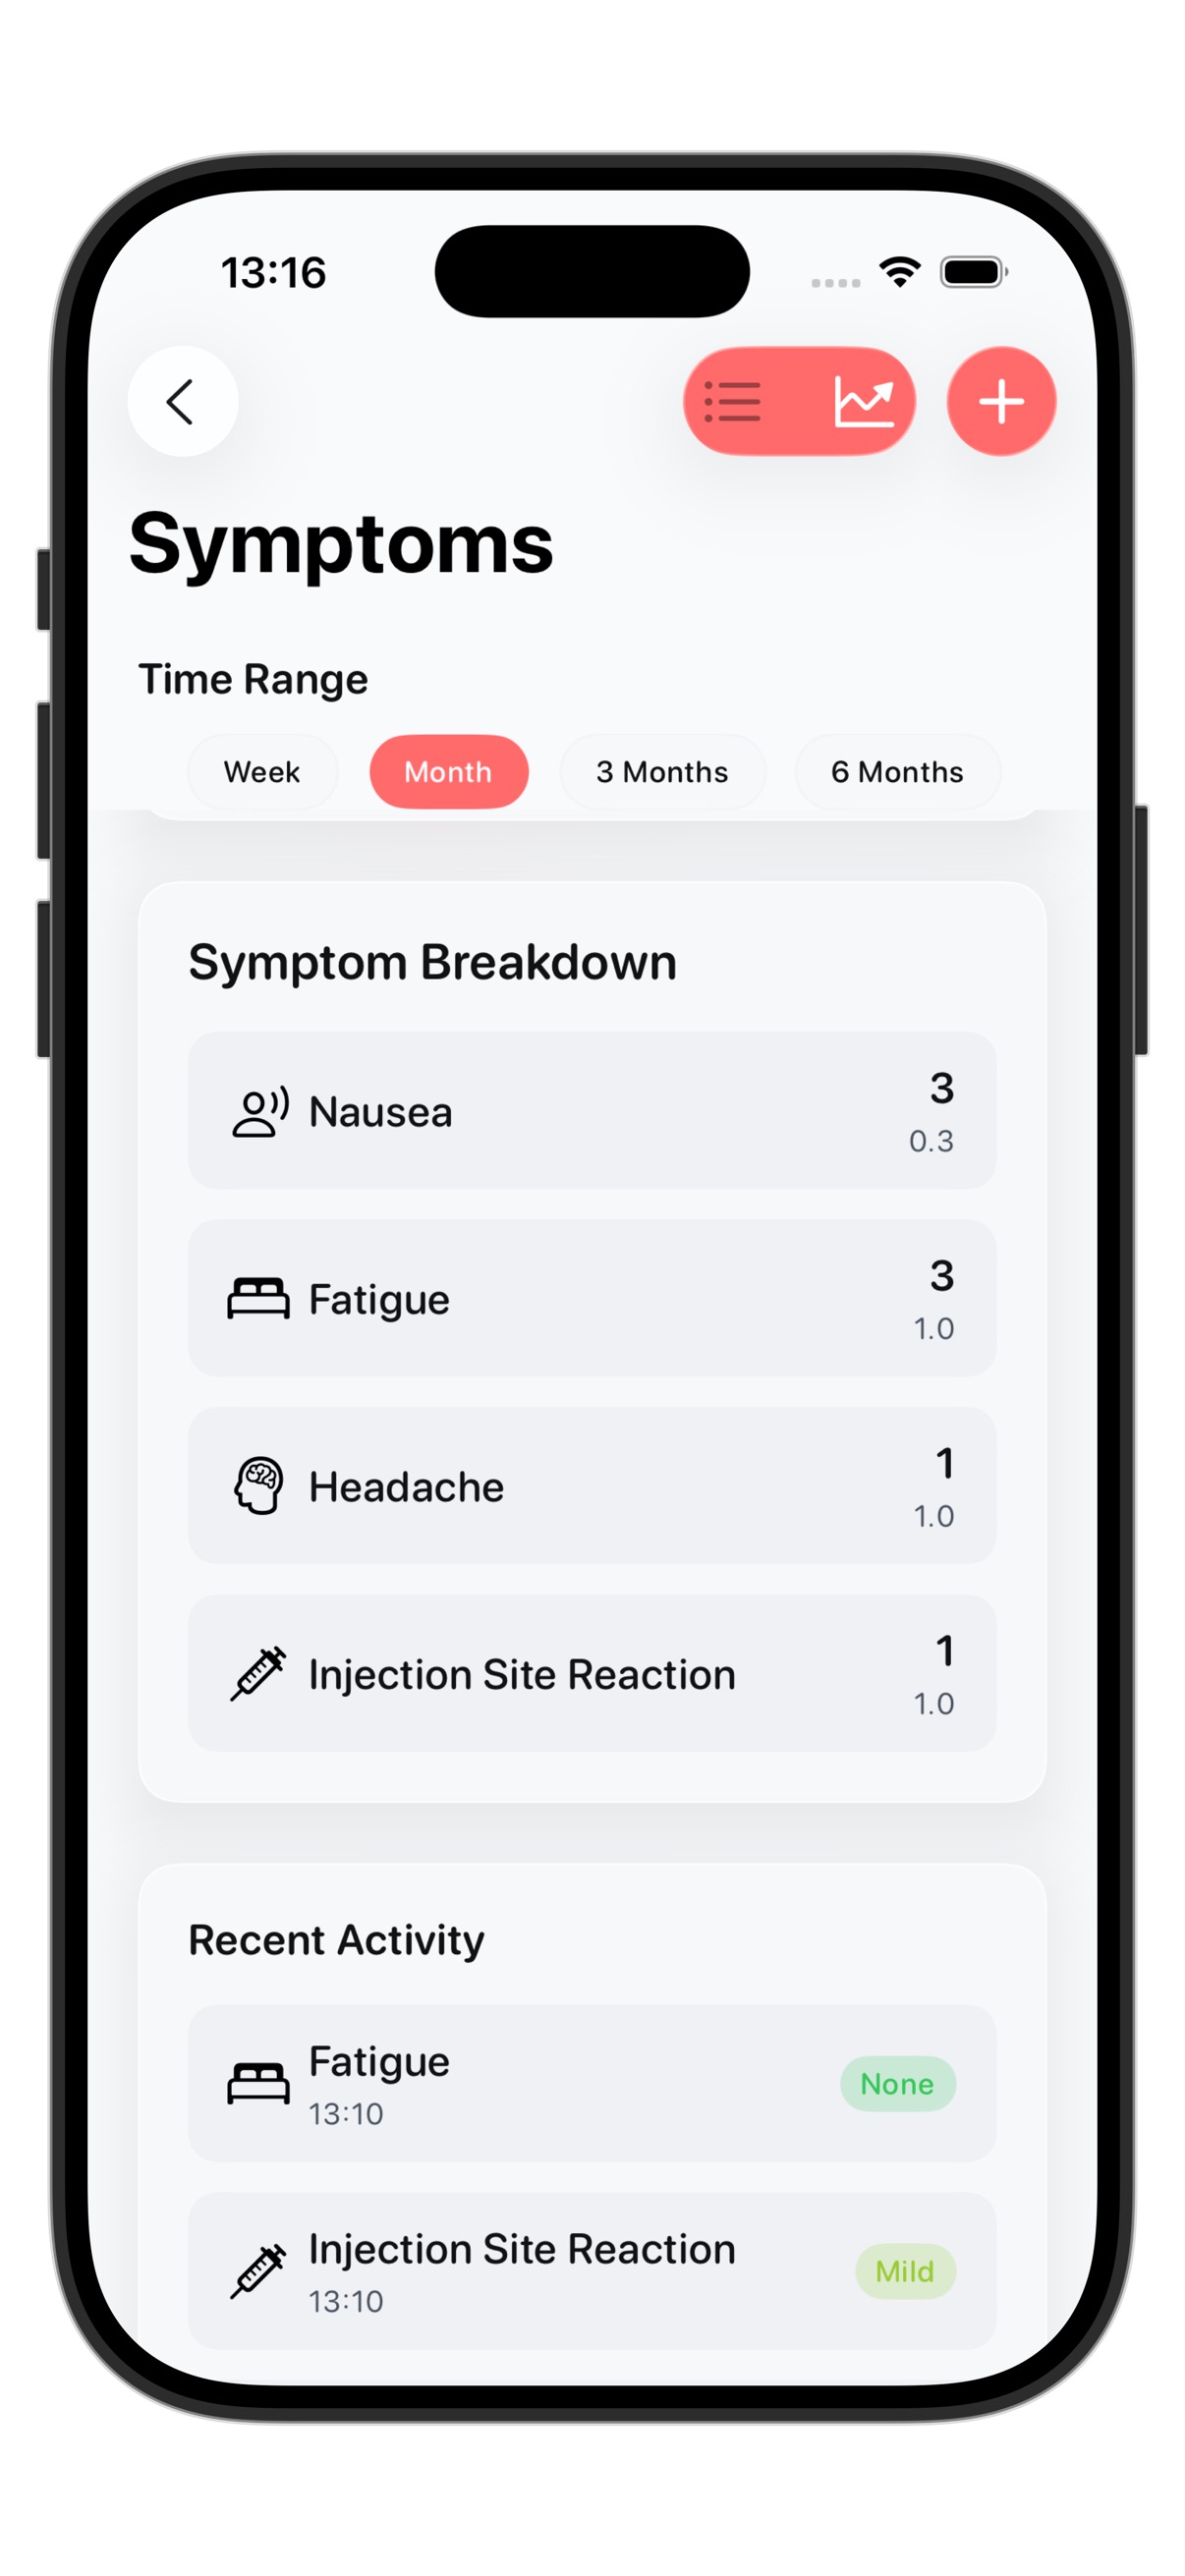 13:16
Symptoms
Time Range
Week
Month
3 Months
6 Months
Symptom Breakdown
Nausea
3
0.3
Fatigue
3
1.0
Headache
1
1.0
Injection Site Reaction
1
1.0
Recent Activity
Fatigue
13:10
None
Injection Site Reaction
13:10
Mild